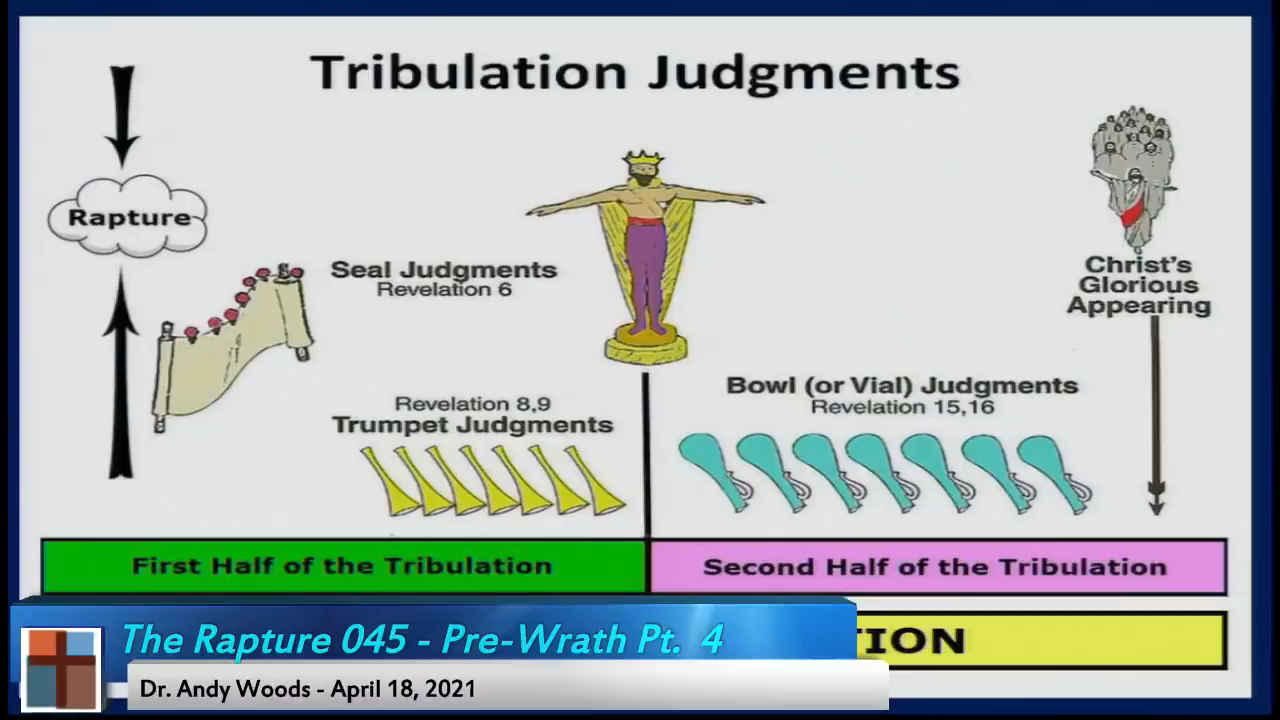 Tribulation Judgments
Rapture
Seal Judgments
Revelation 6
Christ's
Glorious
Appearing
Revelation 8,9
Trumpet Judgments
Bowl (or Vial) Judgments
Revelation 15,16
First Half of the Tribulation
Second Half of the Tribulation
TION
The Rapture 045 - Pre-Wrath Pt. 4
Dr. Andy Woods - April 18, 2021